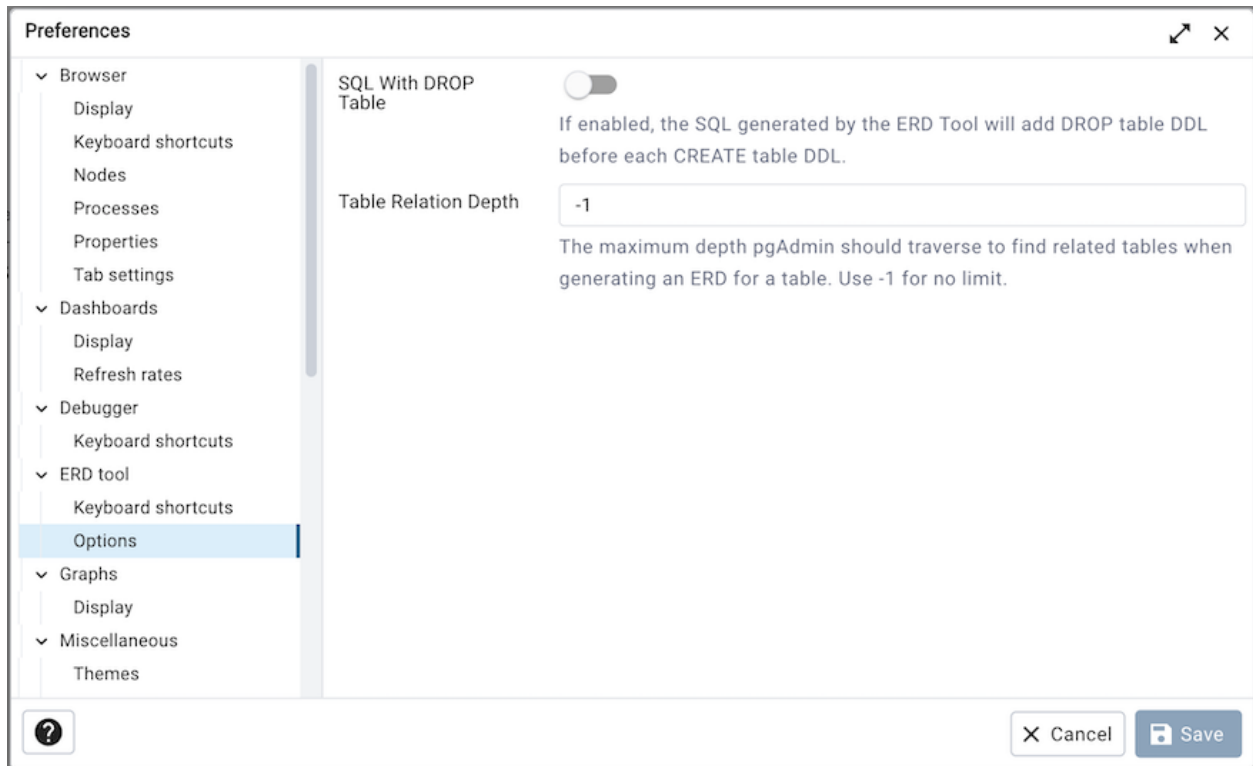 Preferences
Browser
Display
Keyboard shortcuts
Nodes
Processes
Properties
Tab settings
Dashboards
Display
Refresh rates
Debugger
Keyboard shortcuts
ERD tool
Keyboard shortcuts
Options
Graphs
Display
Miscellaneous
Themes
SQL With DROP
Table
If enabled, the SQL generated by the ERD Tool will add DROP table DDL
before each CREATE table DDL.
Table Relation Depth
-1
The maximum depth pgAdmin should traverse to find related tables when
generating an ERD for a table. Use -1 for no limit.
?
Cancel
Save